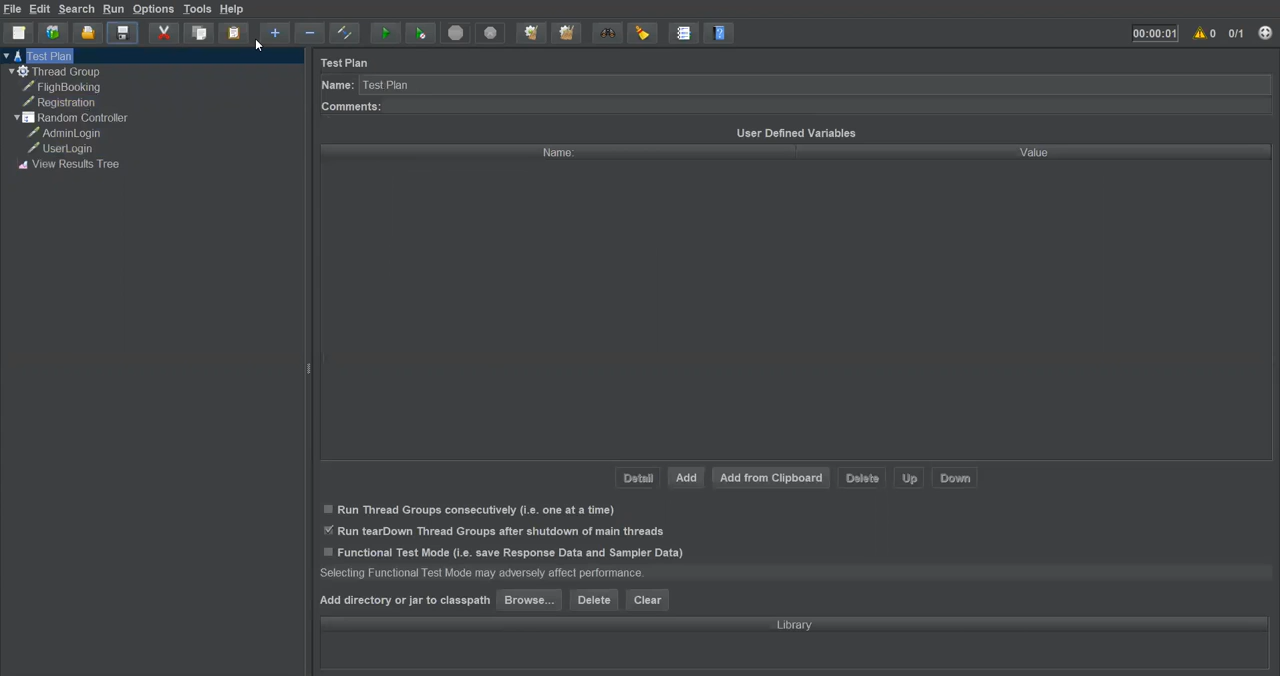 File Edit Search Run Options Tools Help
00:00:01 0 0/1
Test Plan
Thread Group
FlighBooking
Registration
Random Controller
AdminLogin
UserLogin
View Results Tree
Test Plan
Name: Test Plan
Comments:
User Defined Variables
Name: Value
Detail Add Add from Clipboard Delete Up Down
Run Thread Groups consecutively (i.e. one at a time)
Run tearDown Thread Groups after shutdown of main threads
Functional Test Mode (i.e. save Response Data and Sampler Data)
Selecting Functional Test Mode may adversely affect performance.
Add directory or jar to classpath Browse... Delete Clear
Library